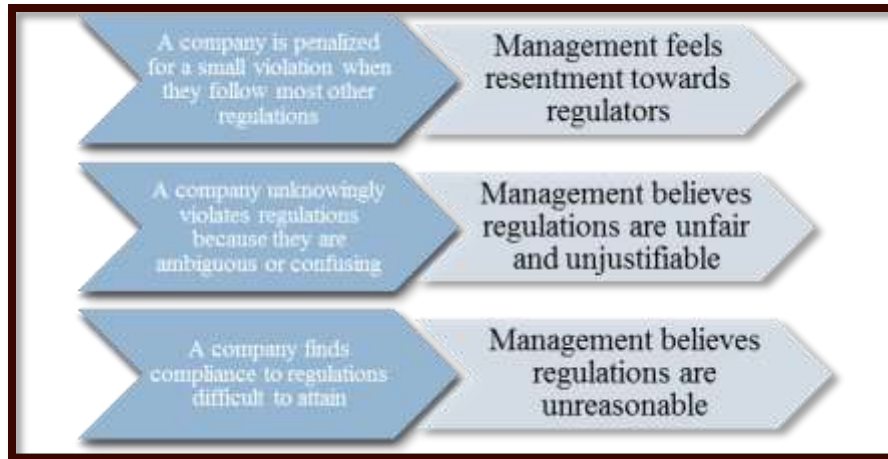 A company is penalized
for a small violation when
they follow most other
regulations
Management feels
resentment towards
regulators
A company unknowingly
violates regulations
because they are
ambiguous or confusing
Management believes
regulations are unfair
and unjustifiable
A company finds
compliance to regulations
difficult to attain
Management believes
regulations are
unreasonable